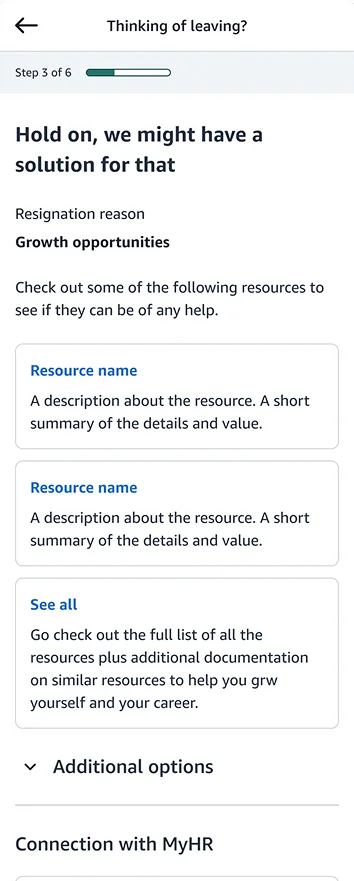 Thinking of leaving?
Step 3 of 6
Hold on, we might have a
solution for that
Resignation reason
Growth opportunities
Check out some of the following resources to
see if they can be of any help.
Resource name
A description about the resource. A short
summary of the details and value.
Resource name
A description about the resource. A short
summary of the details and value.
See all
Go check out the full list of all the
resources plus additional documentation
on similar resources to help you grw
yourself and your career.
Additional options
Connection with MyHR